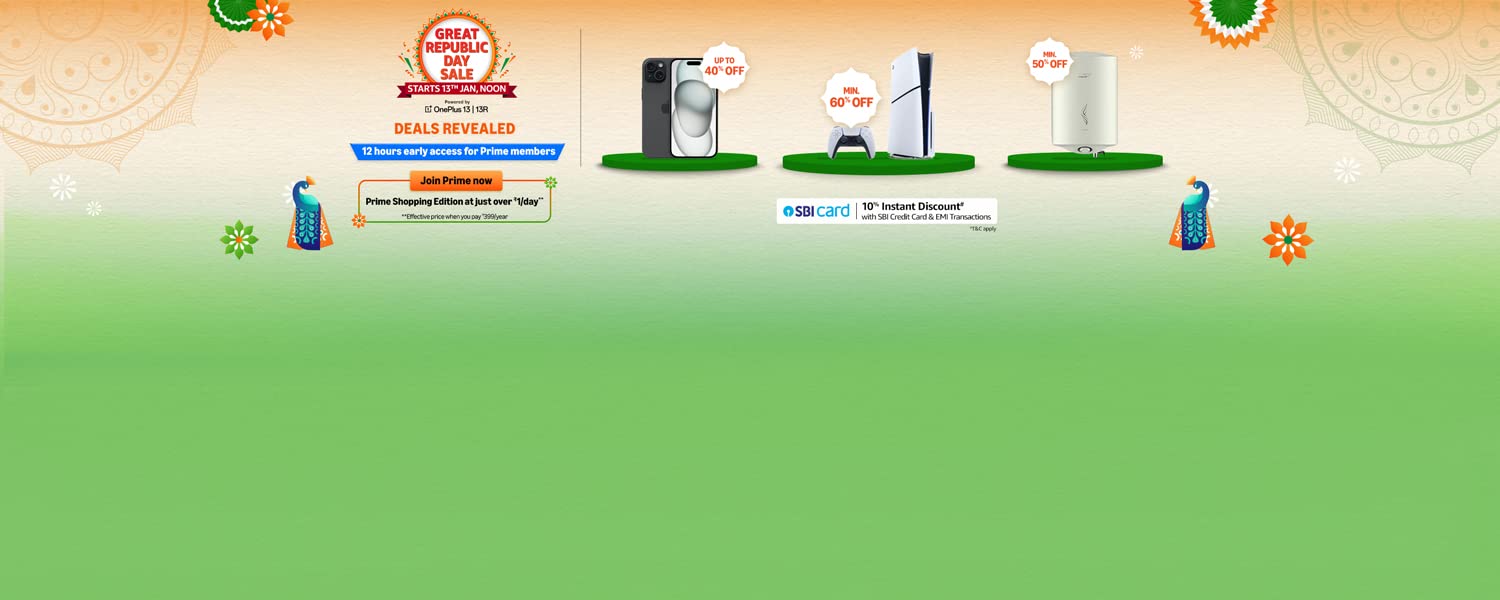 GREAT
REPUBLIC
DAY
SALE
STARTS 13TH JAN, NOON
Powered by
OnePlus 13 | 13R
DEALS REVEALED
12 hours early access for Prime members
Join Prime now
Prime Shopping Edition at just over ₹1/day**
**Effective price when you pay ₹399/year
UP TO
40% OFF
MIN.
60% OFF
MIN.
50% OFF
SBI card
10% Instant Discount#
with SBI Credit Card & EMI Transactions
#T&C apply